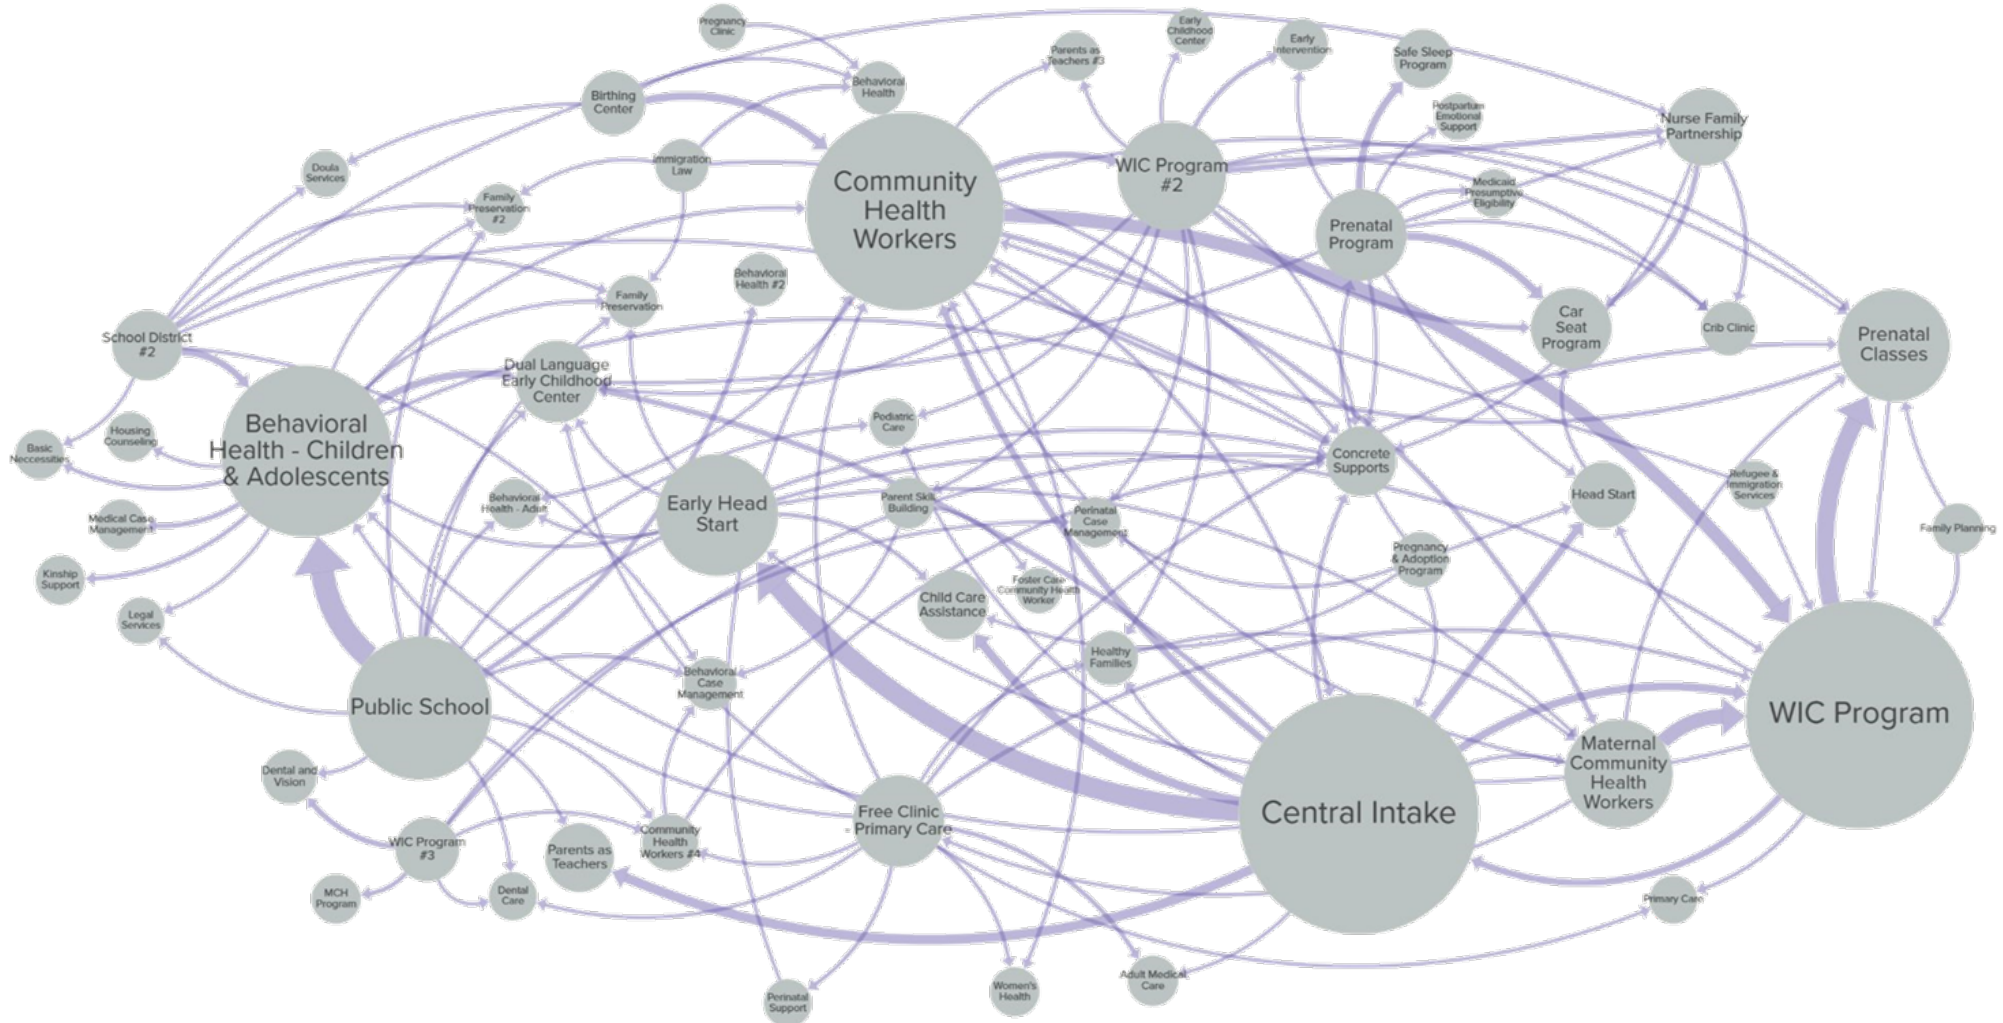 Pregnancy
Clinic
Early
Childhood
Center
Early
Intervention
Safe Sleep
Program
Parents as
Teachers #3
Behavioral
Health
Birthing
Center
Postpartum
Emotional
Support
Nurse Family
Partnership
Immigration
Law
Doula
Services
Family
Preservation
#2
Community
Health
Workers
WIC Program
#2
Medicaid
Presumptive
Eligibility
Prenatal
Program
Behavioral
Health #2
Family
Preservation
School District
#2
Car
Seat
Program
Crib Clinic
Prenatal
Classes
Dual Language
Early Childhood
Center
Pediatric
Care
Housing
Counseling
Basic
Neccessities
Behavioral
Health - Children
& Adolescents
Concrete
Supports
Refugee &
Immigration
Services
Head Start
Behavioral
Health - Adult
Early Head
Start
Parent Skill
Building
Perinatal
Case
Management
Medical Case
Management
Family Planning
Pregnancy
& Adoption
Program
Kinship
Support
Foster Care
Community Health
Worker
Child Care
Assistance
Legal
Services
Healthy
Families
Behavioral
Case
Management
Public School
WIC Program
Maternal
Community
Health
Workers
Dental and
Vision
Central Intake
Free Clinic
- Primary Care
WIC Program
#3
Community
Health
Workers #4
Parents as
Teachers
MCH
Program
Dental
Care
Primary Care
Adult Medical
Care
Women's
Health
Perinatal
Support